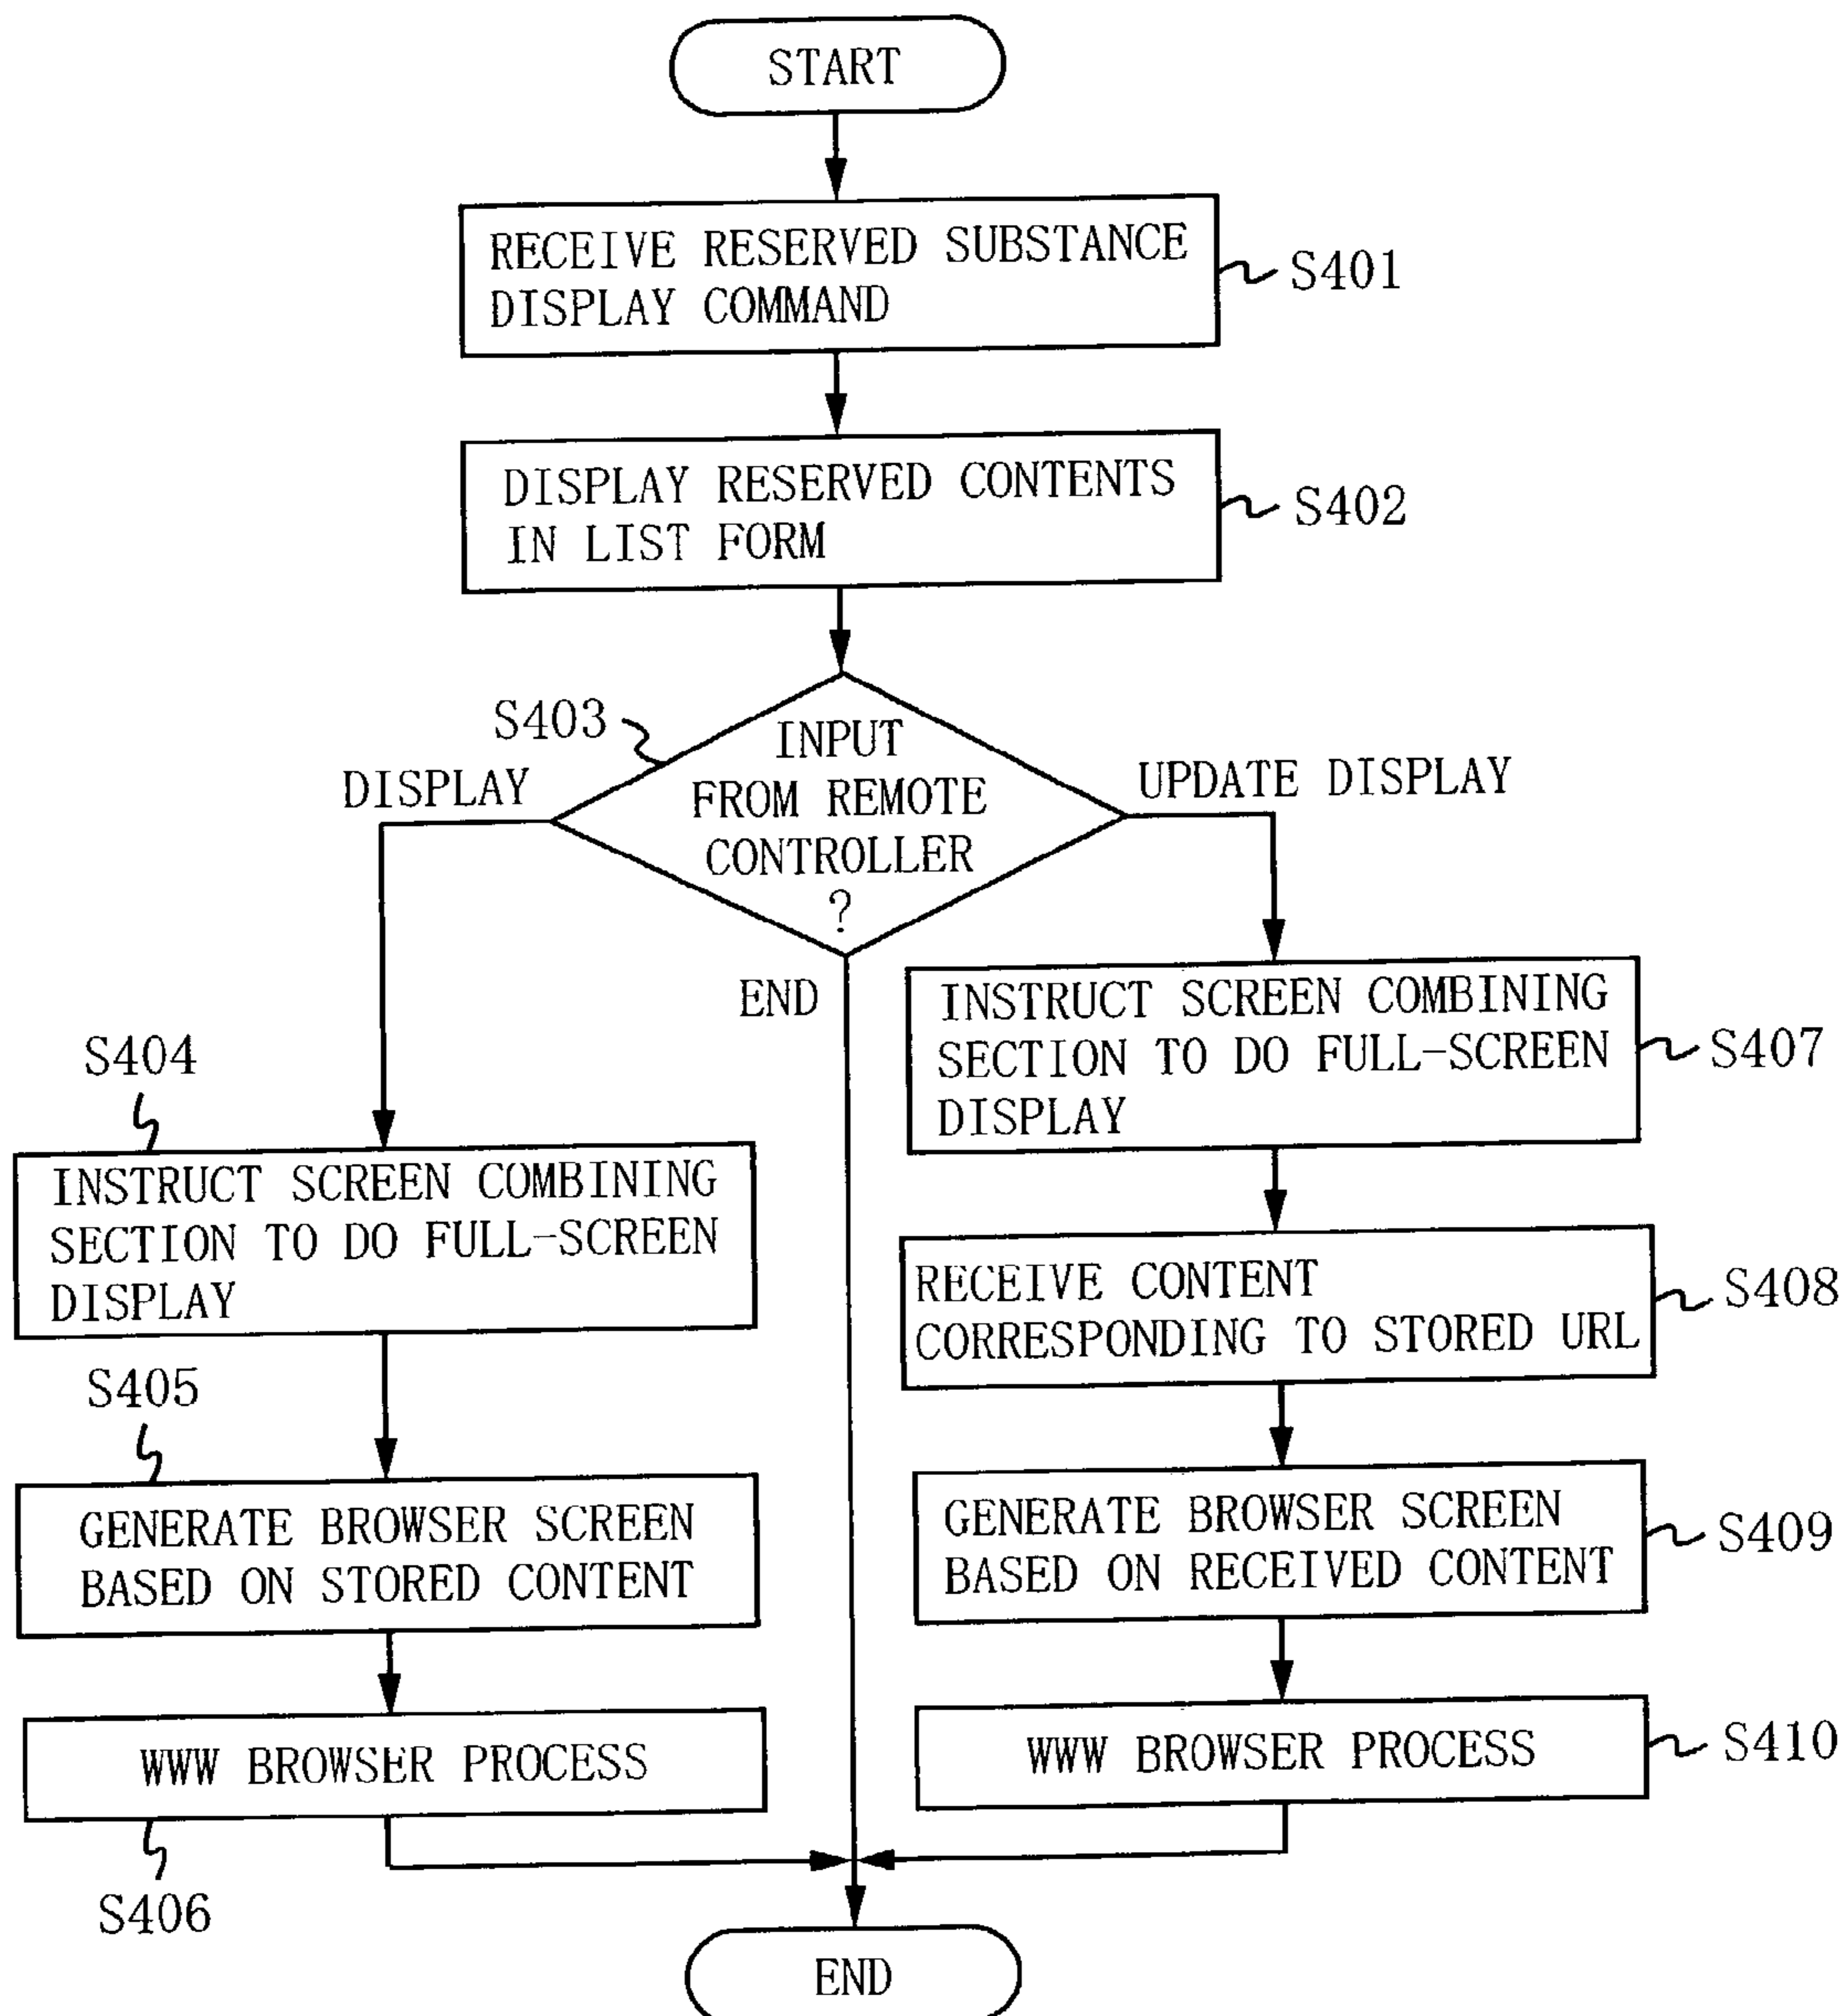 START
RECEIVE RESERVED SUBSTANCE
DISPLAY COMMAND
S401
DISPLAY RESERVED CONTENTS
IN LIST FORM
S402
S403
INPUT
FROM REMOTE
CONTROLLER
?
DISPLAY
UPDATE DISPLAY
END
S404
INSTRUCT SCREEN COMBINING
SECTION TO DO FULL-SCREEN
DISPLAY
S407
INSTRUCT SCREEN COMBINING
SECTION TO DO FULL-SCREEN
DISPLAY
RECEIVE CONTENT
CORRESPONDING TO STORED URL
S408
S405
GENERATE BROWSER SCREEN
BASED ON STORED CONTENT
GENERATE BROWSER SCREEN
BASED ON RECEIVED CONTENT
S409
WWW BROWSER PROCESS
S406
WWW BROWSER PROCESS
S410
END